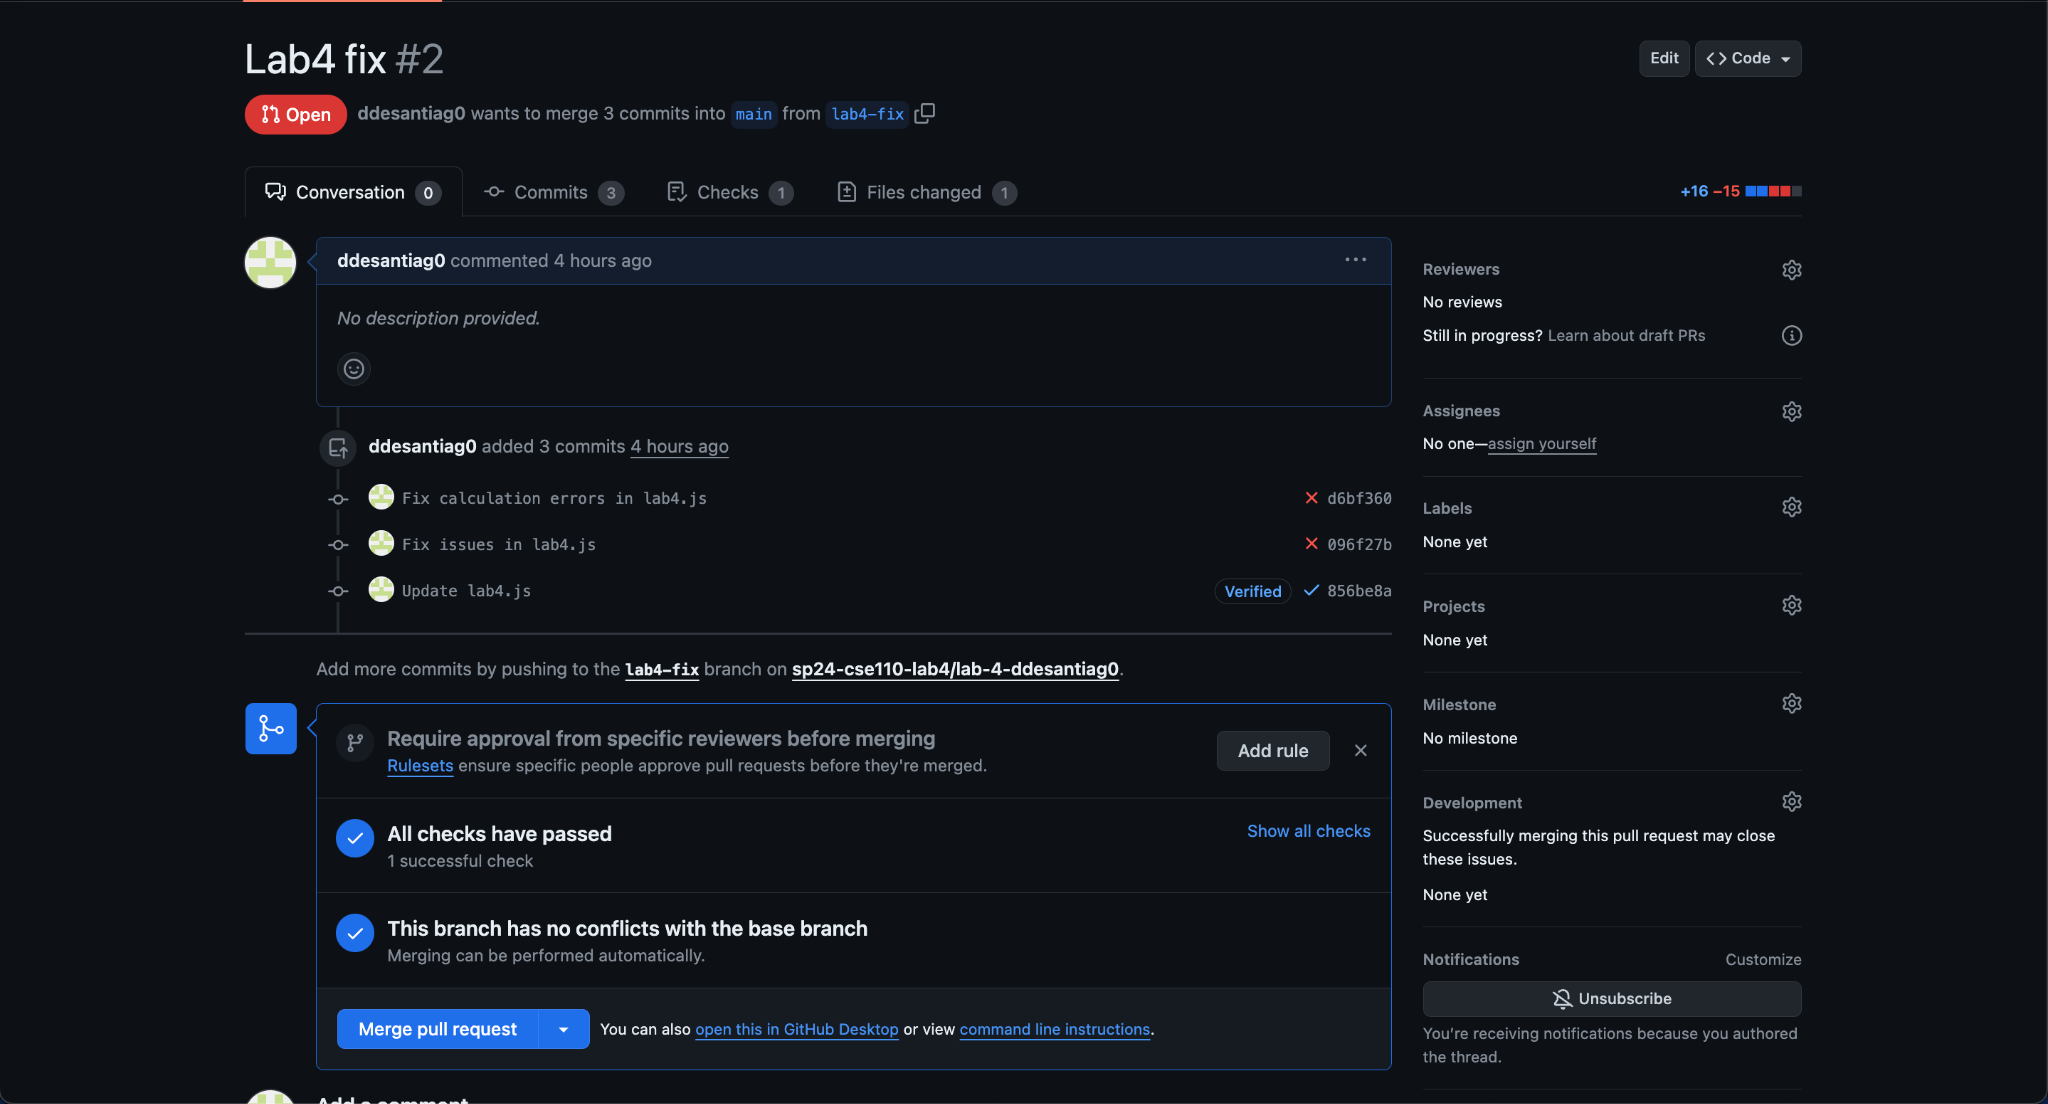 Lab4 fix #2
Edit
Code
Open
ddesantiag0 wants to merge 3 commits into main from lab4-fix
Conversation 0
Commits 3
Checks 1
Files changed 1
+16 −15
ddesantiag0 commented 4 hours ago
No description provided.
ddesantiag0 added 3 commits 4 hours ago
Fix calculation errors in lab4.js
d6bf360
Fix issues in lab4.js
096f27b
Update lab4.js
Verified
856be8a
Add more commits by pushing to the lab4-fix branch on sp24-cse110-lab4/lab-4-ddesantiag0.
Require approval from specific reviewers before merging
Rulesets ensure specific people approve pull requests before they're merged.
Add rule
All checks have passed
1 successful check
Show all checks
This branch has no conflicts with the base branch
Merging can be performed automatically.
Merge pull request
You can also open this in GitHub Desktop or view command line instructions.
Add a comment
Reviewers
No reviews
Still in progress? Learn about draft PRs
Assignees
No one—assign yourself
Labels
None yet
Projects
None yet
Milestone
No milestone
Development
Successfully merging this pull request may close
these issues.
None yet
Notifications
Customize
Unsubscribe
You're receiving notifications because you authored
the thread.